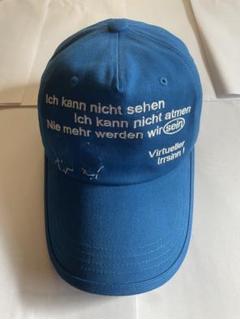 Ich kann nicht sehen
Ich kann nicht atmen
Nie mehr werden wir sein
Virtueller
Irrsinn !